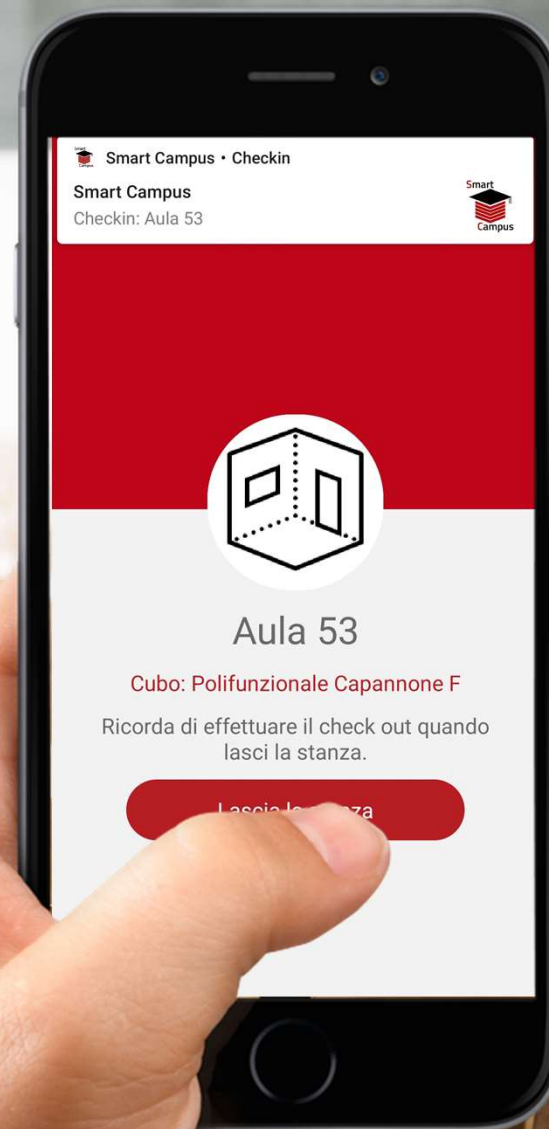 Smart Campus • Checkin
Smart Campus
Checkin: Aula 53
Smart
Campus
Aula 53
Cubo: Polifunzionale Capannone F
Ricorda di effettuare il check out quando
lasci la stanza.
Lascia